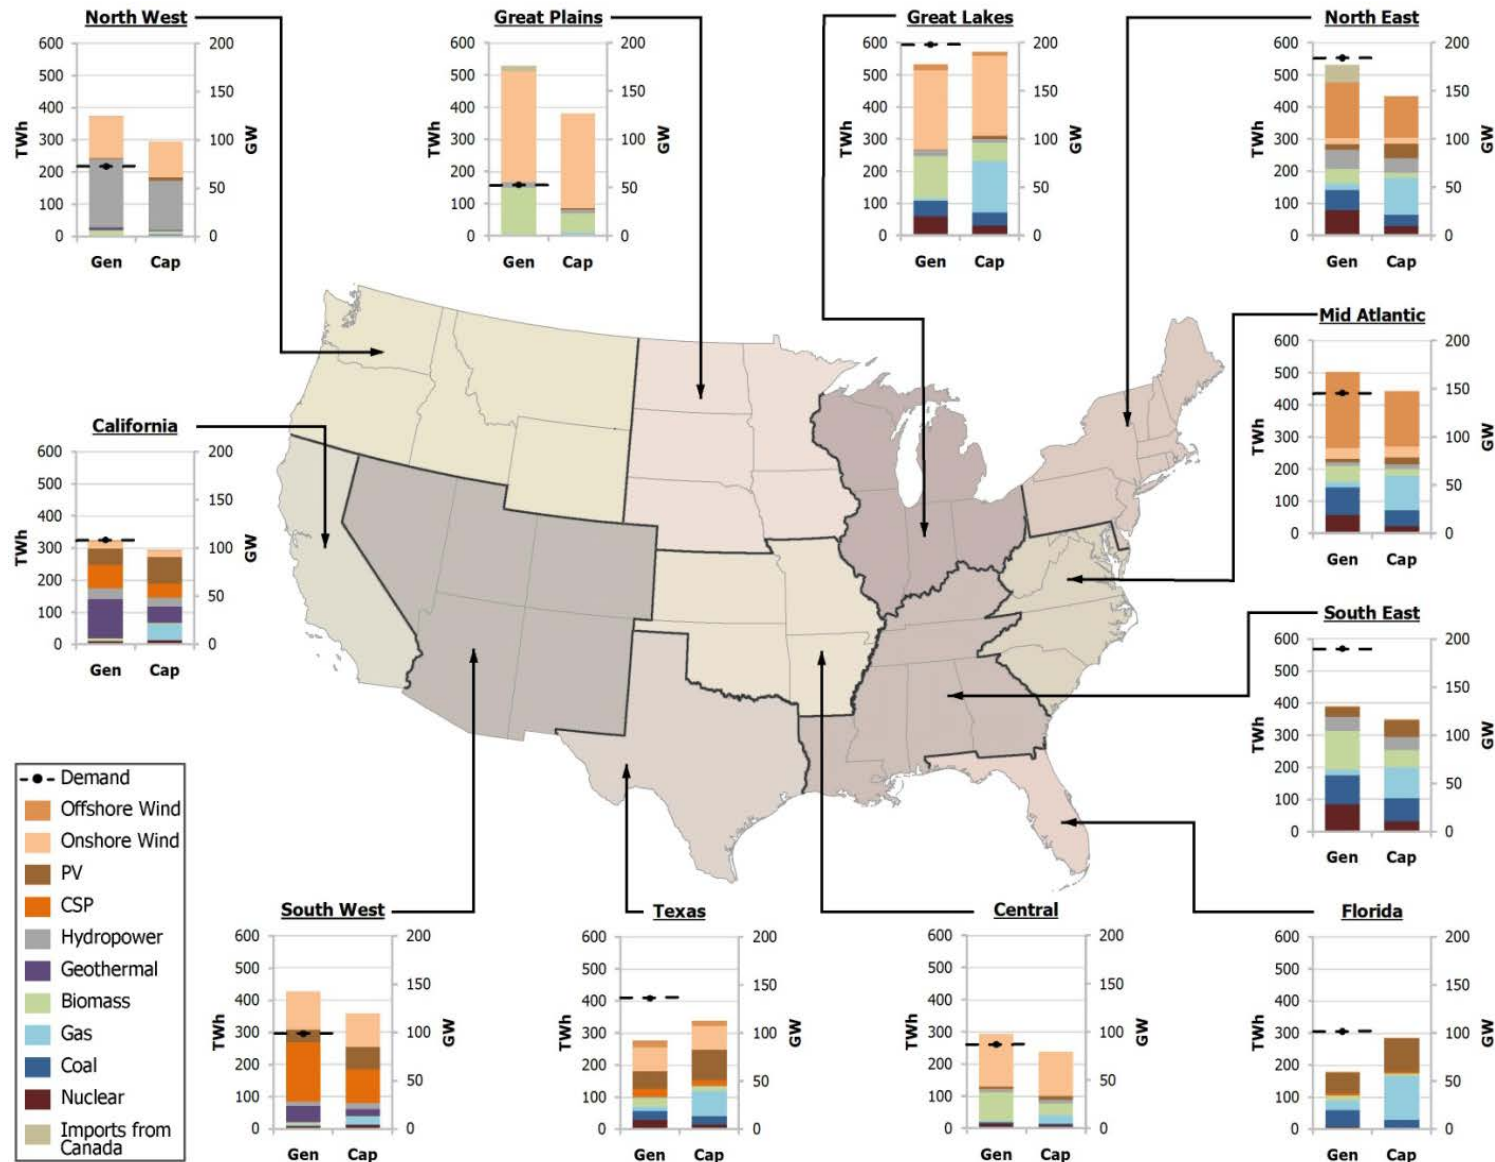 North West
600
500
400
300
200
100
0
TWh
200
150
100
50
0
GW
Gen Cap
Great Plains
600
500
400
300
200
100
0
TWh
200
150
100
50
0
GW
Gen Cap
Great Lakes
600
500
400
300
200
100
0
TWh
200
150
100
50
0
GW
Gen Cap
North East
600
500
400
300
200
100
0
TWh
200
150
100
50
0
GW
Gen Cap
California
600
500
400
300
200
100
0
TWh
200
150
100
50
0
GW
Gen Cap
Mid Atlantic
600
500
400
300
200
100
0
TWh
200
150
100
50
0
GW
Gen Cap
South East
600
500
400
300
200
100
0
TWh
200
150
100
50
0
GW
Gen Cap
Demand
Offshore Wind
Onshore Wind
PV
CSP
Hydropower
Geothermal
Biomass
Gas
Coal
Nuclear
Imports from
Canada
South West
600
500
400
300
200
100
0
TWh
200
150
100
50
0
GW
Gen Cap
Texas
600
500
400
300
200
100
0
TWh
200
150
100
50
0
GW
Gen Cap
Central
600
500
400
300
200
100
0
TWh
200
150
100
50
0
GW
Gen Cap
Florida
600
500
400
300
200
100
0
TWh
200
150
100
50
0
GW
Gen Cap